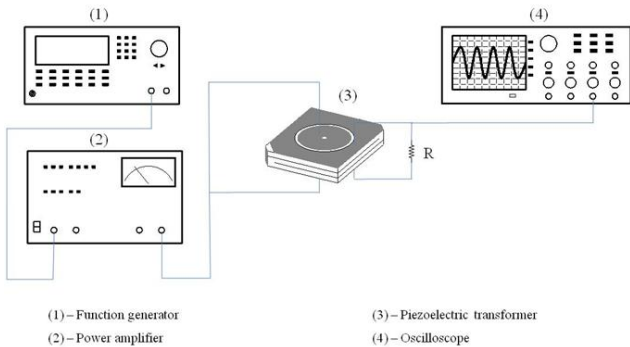 (1)
(4)
(3)
(2)
R
(1) – Function generator
(3) – Piezoelectric transformer
(2) – Power amplifier
(4) – Oscilloscope